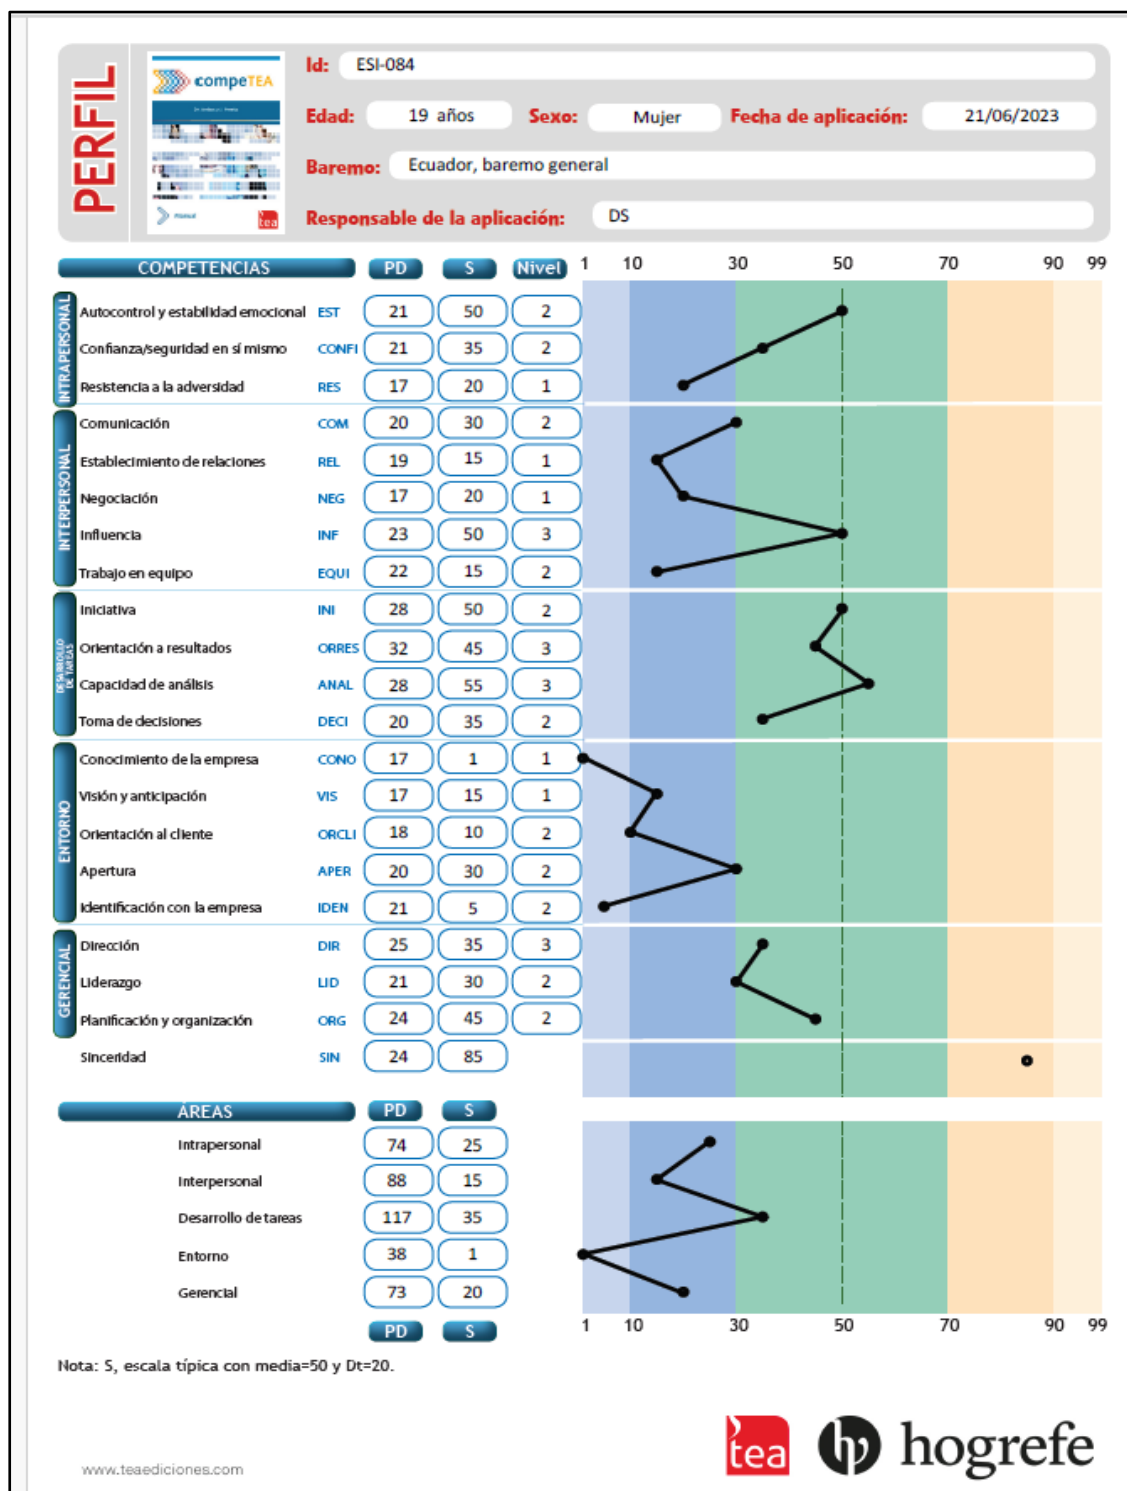 PERFIL
compeTEA
Manual
tea
Id: ESI-084
Edad: 19 años Sexo: Mujer Fecha de aplicación: 21/06/2023
Baremo: Ecuador, baremo general
Responsable de la aplicación: DS
COMPETENCIAS PD S Nivel 1 10 30 50 70 90 99
INTRAPERSONAL
Autocontrol y estabilidad emocional EST 21 50 2
Confianza/seguridad en sí mismo CONFI 21 35 2
Resistencia a la adversidad RES 17 20 1
INTERPERSONAL
Comunicación COM 20 30 2
Establecimiento de relaciones REL 19 15 1
Negociación NEG 17 20 1
Influencia INF 23 50 3
Trabajo en equipo EQUI 22 15 2
DESARROLLO DE TAREAS
Iniciativa INI 28 50 2
Orientación a resultados ORRES 32 45 3
Capacidad de análisis ANAL 28 55 3
Toma de decisiones DECI 20 35 2
ENTORNO
Conocimiento de la empresa CONO 17 1 1
Visión y anticipación VIS 17 15 1
Orientación al cliente ORCLI 18 10 2
Apertura APER 20 30 2
Identificación con la empresa IDEN 21 5 2
GERENCIAL
Dirección DIR 25 35 3
Liderazgo LID 21 30 2
Planificación y organización ORG 24 45 2
Sinceridad SIN 24 85
ÁREAS PD S
Intrapersonal 74 25
Interpersonal 88 15
Desarrollo de tareas 117 35
Entorno 38 1
Gerencial 73 20
PD S 1 10 30 50 70 90 99
Nota: S, escala típica con media=50 y Dt=20.
www.teaediciones.com
tea hogrefe